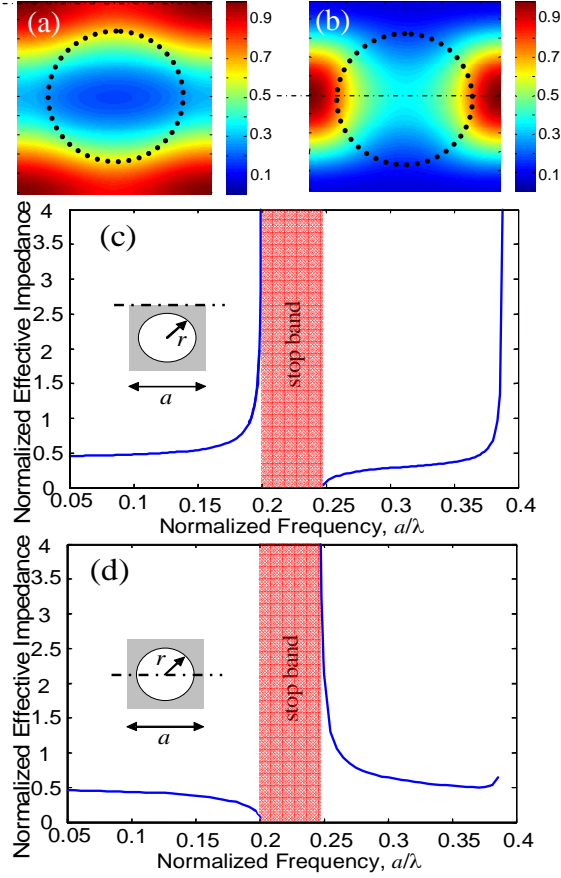 (a)
0.9
0.7
0.5
0.3
0.1
(b)
0.9
0.7
0.5
0.3
0.1
(c)
Normalized Effective Impedance
4
3.5
3
2.5
2
1.5
1
0.5
0
r
a
stop band
0.05 0.1 0.15 0.2 0.25 0.3 0.35 0.4
Normalized Frequency, a/λ
(d)
Normalized Effective Impedance
4
3.5
3
2.5
2
1.5
1
0.5
0
r
a
stop band
0.05 0.1 0.15 0.2 0.25 0.3 0.35 0.4
Normalized Frequency, a/λ